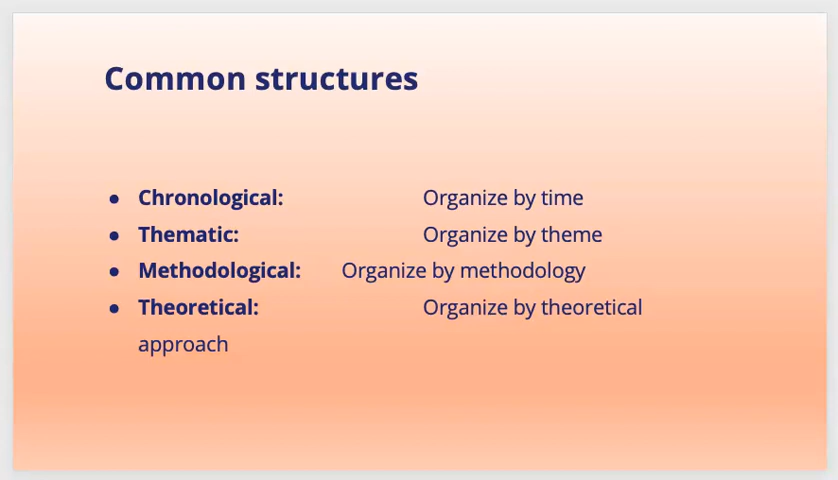 Common structures
● Chronological: Organize by time
● Thematic: Organize by theme
● Methodological: Organize by methodology
● Theoretical: Organize by theoretical
approach